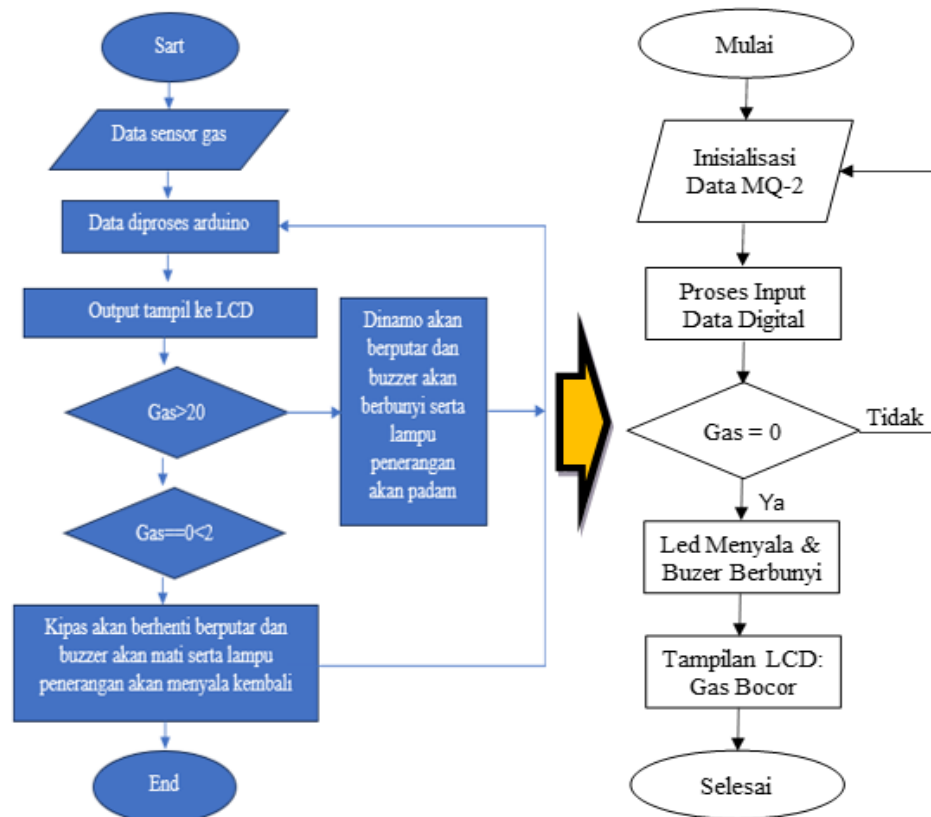 Sart
Data sensor gas
Data diproses arduino
Output tampil ke LCD
Gas>20
Dinamo akan
berputar dan
buzzer akan
berbunyi serta
lampu
penerangan
akan padam
Gas==0<2
Kipas akan berhenti berputar dan
buzzer akan mati serta lampu
penerangan akan menyala kembali
End
Mulai
Inisialisasi
Data MQ-2
Proses Input
Data Digital
Gas = 0
Tidak
Ya
Led Menyala &
Buzer Berbunyi
Tampilan LCD:
Gas Bocor
Selesai